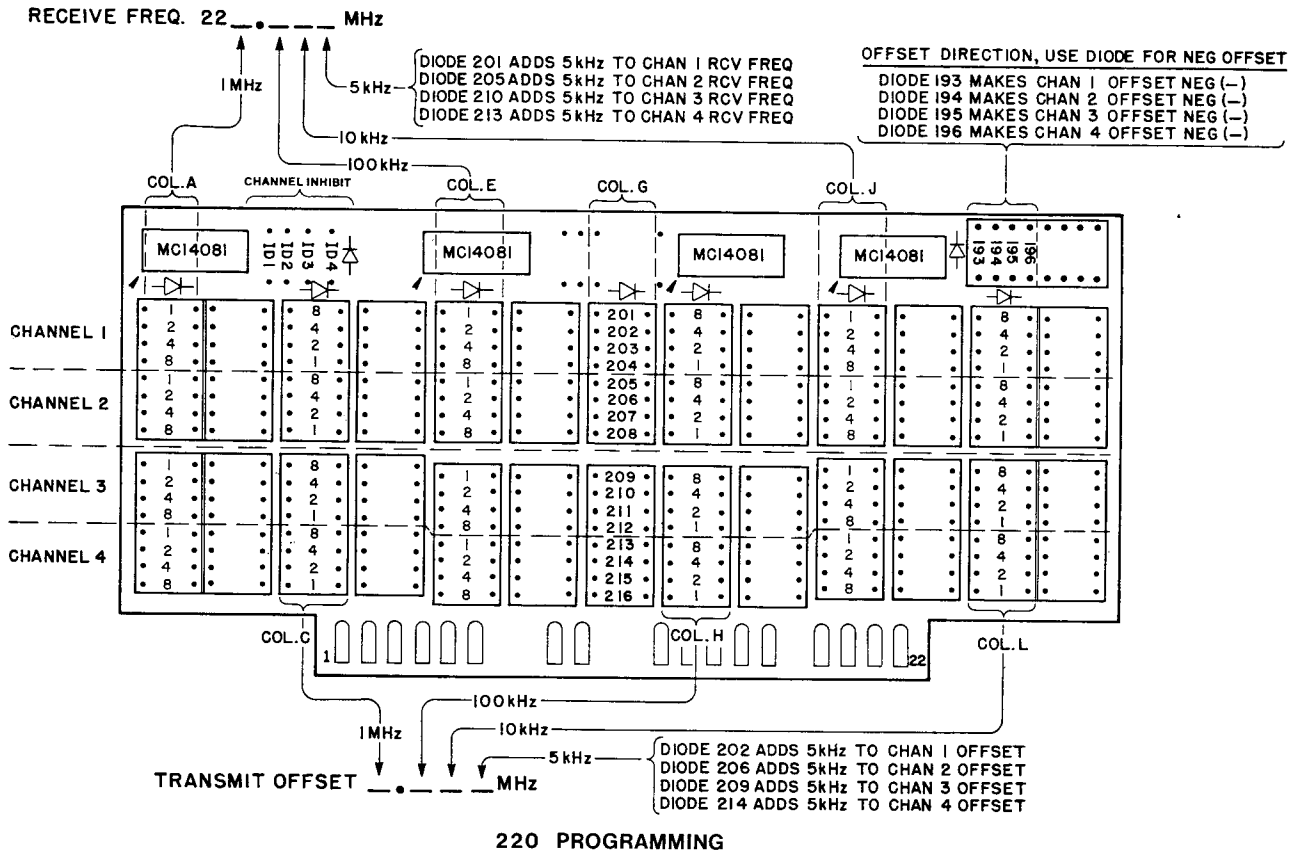 RECEIVE FREQ. 22_._ _ _ MHz
1MHz
5kHz
DIODE 201 ADDS 5kHz TO CHAN 1 RCV FREQ
DIODE 205 ADDS 5kHz TO CHAN 2 RCV FREQ
DIODE 210 ADDS 5kHz TO CHAN 3 RCV FREQ
DIODE 213 ADDS 5kHz TO CHAN 4 RCV FREQ
10kHz
100kHz
OFFSET DIRECTION, USE DIODE FOR NEG OFFSET
DIODE 193 MAKES CHAN 1 OFFSET NEG (-)
DIODE 194 MAKES CHAN 2 OFFSET NEG (-)
DIODE 195 MAKES CHAN 3 OFFSET NEG (-)
DIODE 196 MAKES CHAN 4 OFFSET NEG (-)
COL.A CHANNEL INHIBIT COL.E COL.G COL.J
MC14081 ID1 ID2 ID3 ID4 MC14081 MC14081 MC14081 193 194 195 196
CHANNEL 1
1 8 1 201 8 1 8
2 4 2 202 4 2 4
4 2 4 203 2 4 2
8 1 8 204 1 8 1
CHANNEL 2
1 8 1 205 8 1 8
2 4 2 206 4 2 4
4 2 4 207 2 4 2
8 1 8 208 1 8 1
CHANNEL 3
1 8 1 209 8 1 8
2 4 2 210 4 2 4
4 2 4 211 2 4 2
8 1 8 212 1 8 1
CHANNEL 4
1 8 1 213 8 1 8
2 4 2 214 4 2 4
4 2 4 215 2 4 2
8 1 8 216 1 8 1
COL.C 1 COL.H 22 COL.L
100kHz
1MHz
10kHz
5kHz
DIODE 202 ADDS 5kHz TO CHAN 1 OFFSET
DIODE 206 ADDS 5kHz TO CHAN 2 OFFSET
DIODE 209 ADDS 5kHz TO CHAN 3 OFFSET
DIODE 214 ADDS 5kHz TO CHAN 4 OFFSET
TRANSMIT OFFSET _._ _ _ MHz
220 PROGRAMMING